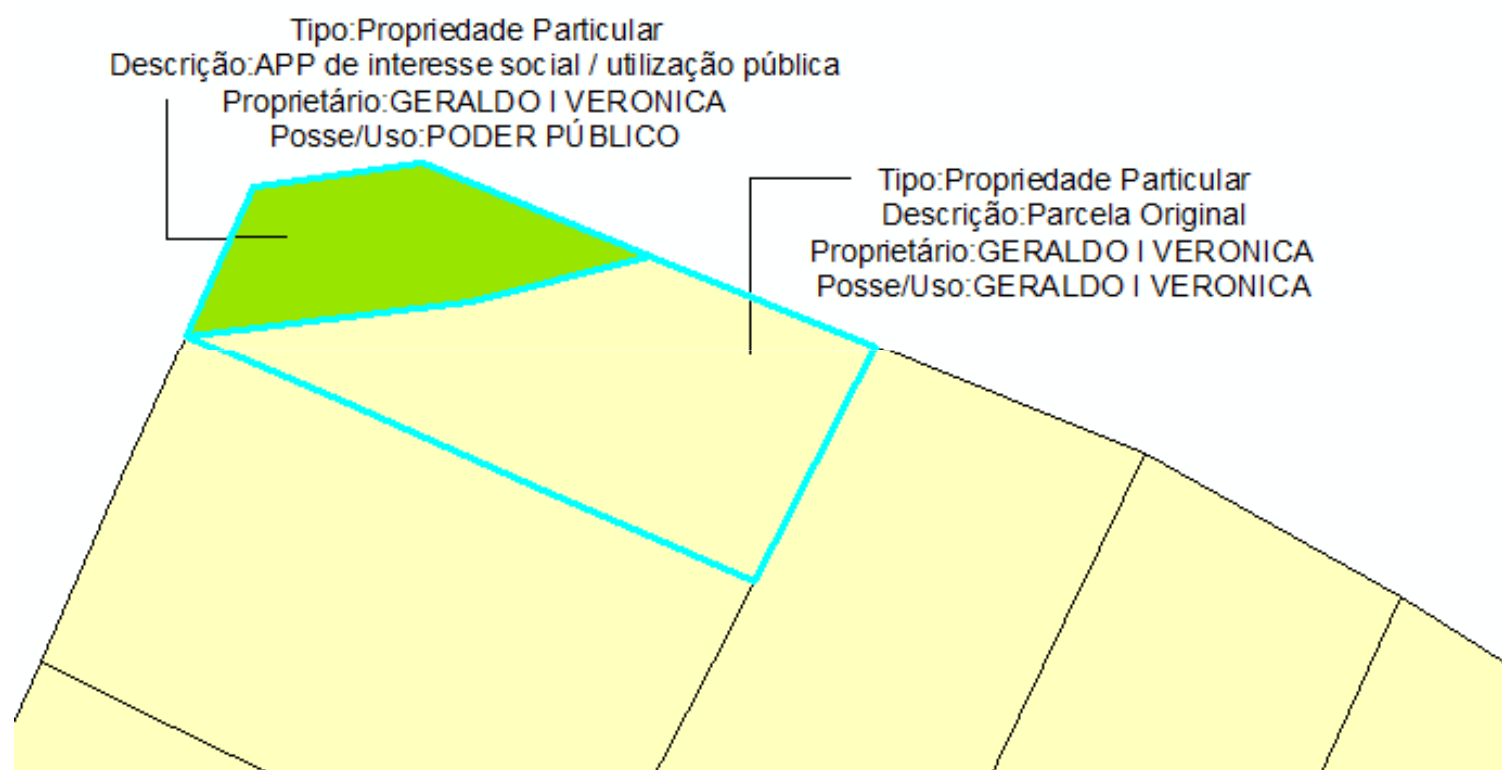 Tipo:Propriedade Particular
Descrição:APP de interesse social / utilização pública
Proprietário:GERALDO I VERONICA
Posse/Uso:PODER PÚBLICO
Tipo:Propriedade Particular
Descrição:Parcela Original
Proprietário:GERALDO I VERONICA
Posse/Uso:GERALDO I VERONICA